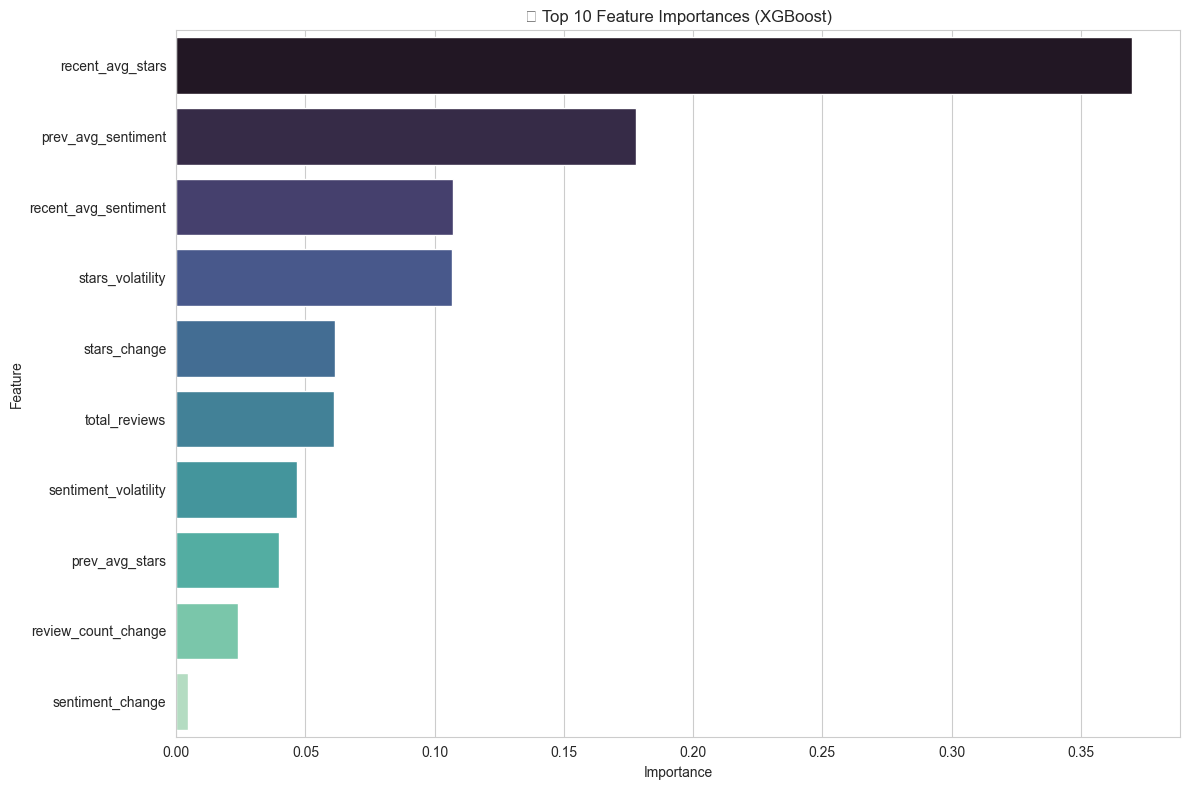 Top 10 Feature Importances (XGBoost)
recent_avg_stars
prev_avg_sentiment
recent_avg_sentiment
stars_volatility
stars_change
total_reviews
sentiment_volatility
prev_avg_stars
review_count_change
sentiment_change
Feature
0.00 0.05 0.10 0.15 0.20 0.25 0.30 0.35
Importance